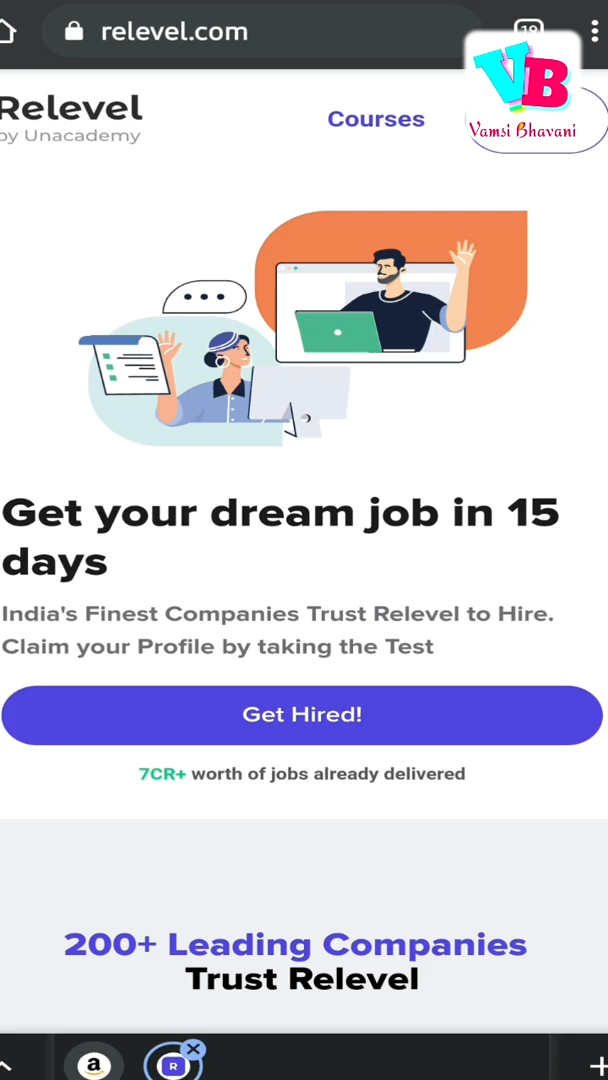 relevel.com
19
VB
Vamsi Bhavani
Relevel
by Unacademy
Courses
Get your dream job in 15
days
India's Finest Companies Trust Relevel to Hire.
Claim your Profile by taking the Test
Get Hired!
7CR+ worth of jobs already delivered
200+ Leading Companies
Trust Relevel
a
R